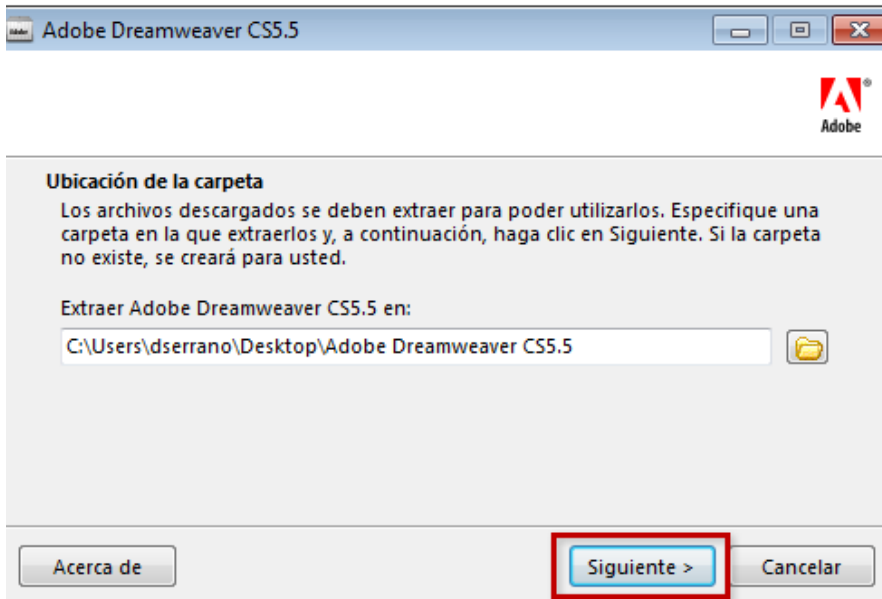 Adobe Dreamweaver CS5.5
Adobe
Ubicación de la carpeta
Los archivos descargados se deben extraer para poder utilizarlos. Especifique una
carpeta en la que extraerlos y, a continuación, haga clic en Siguiente. Si la carpeta
no existe, se creará para usted.
Extraer Adobe Dreamweaver CS5.5 en:
C:\Users\dserrano\Desktop\Adobe Dreamweaver CS5.5
Acerca de
Siguiente >
Cancelar